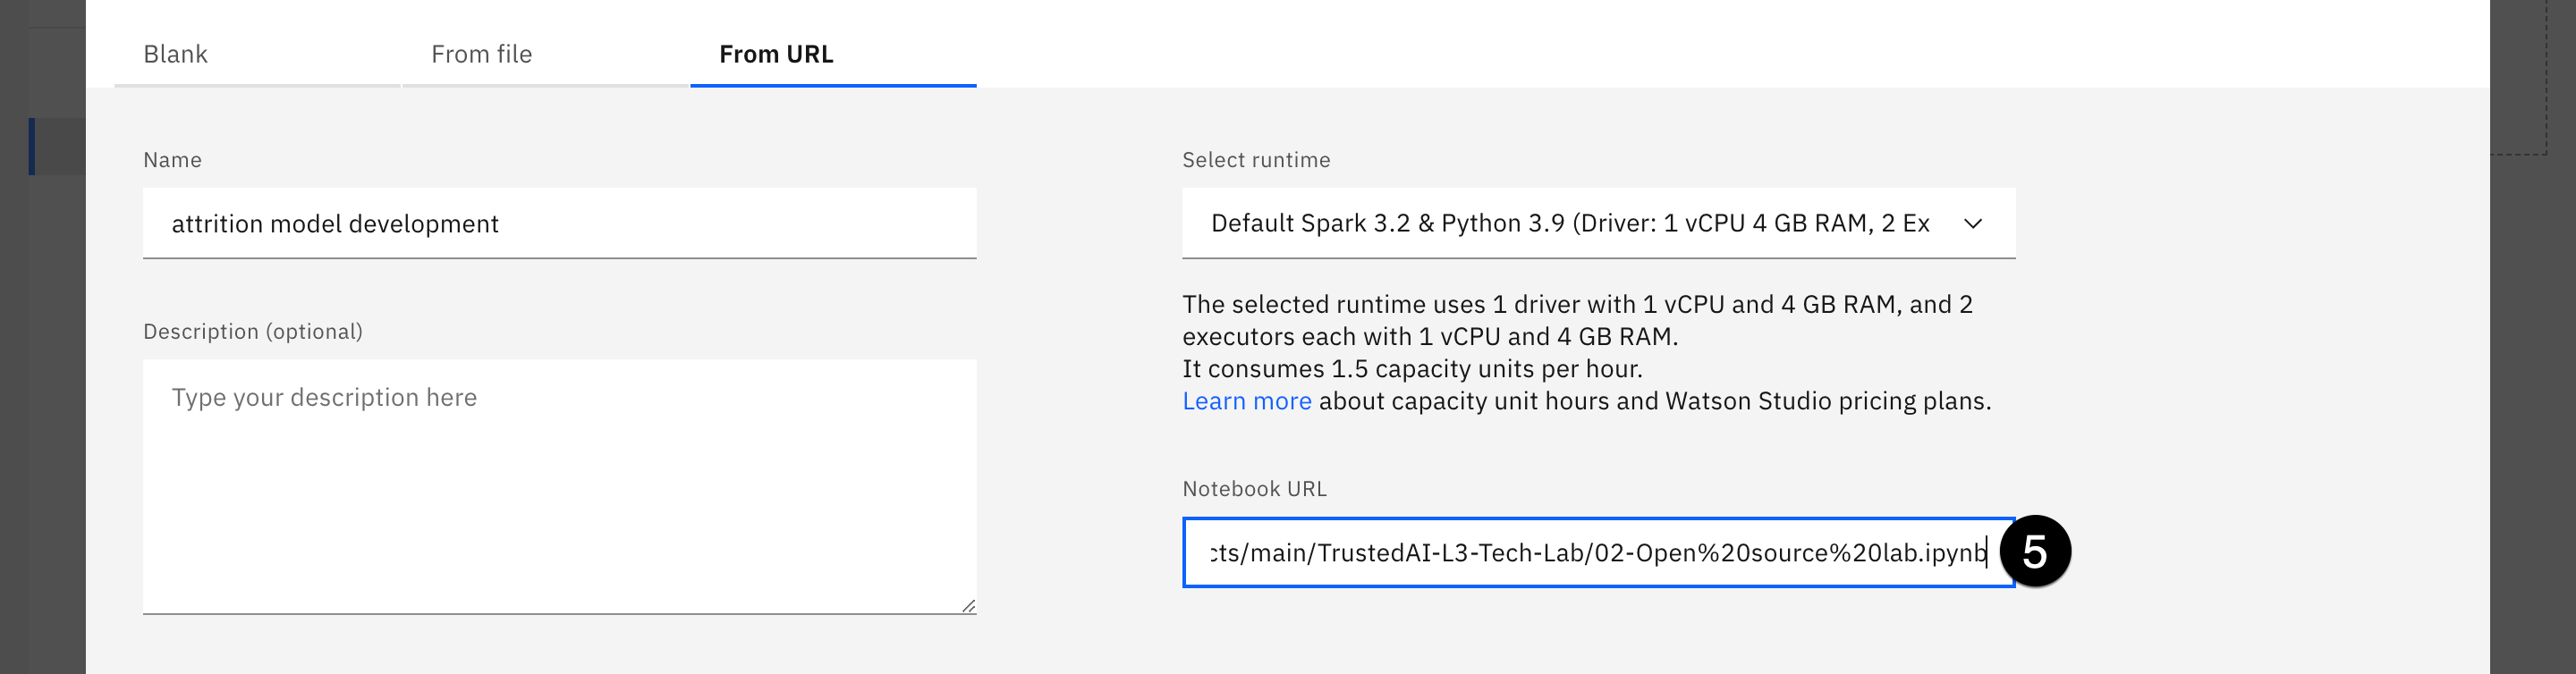 Blank
From file
From URL
Name
attrition model development
Description (optional)
Type your description here
Select runtime
Default Spark 3.2 & Python 3.9 (Driver: 1 vCPU 4 GB RAM, 2 Ex
The selected runtime uses 1 driver with 1 vCPU and 4 GB RAM, and 2
executors each with 1 vCPU and 4 GB RAM.
It consumes 1.5 capacity units per hour.
Learn more about capacity unit hours and Watson Studio pricing plans.
Notebook URL
cts/main/TrustedAI-L3-Tech-Lab/02-Open%20source%20lab.ipynb
5